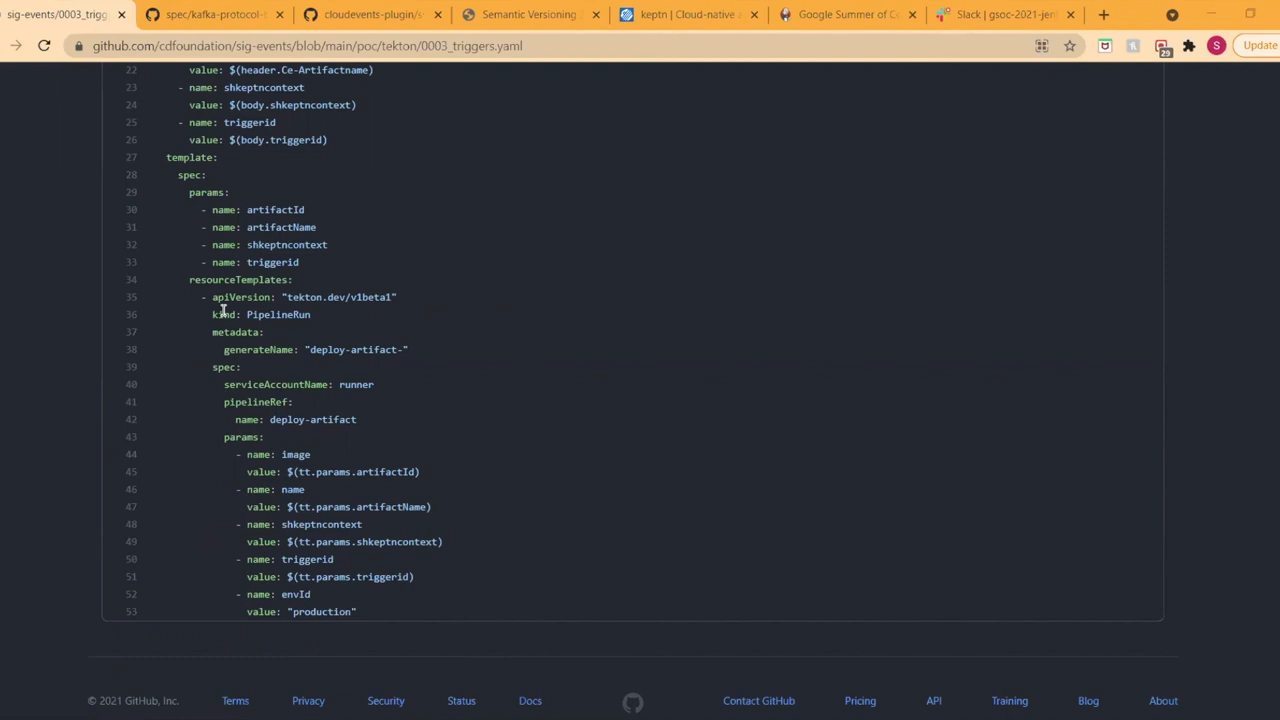 sig-events/0003_trigg
spec/kafka-protocol-
cloudevents-plugin/s
Semantic Versioning
keptn | Cloud-native a
Google Summer of C
Slack | gsoc-2021-jen
github.com/cdfoundation/sig-events/blob/main/poc/tekton/0003_triggers.yaml
29
S
Update
22 value: $(header.Ce-Artifactname)
23 - name: shkeptncontext
24 value: $(body.shkeptncontext)
25 - name: triggerid
26 value: $(body.triggerid)
27 template:
28 spec:
29 params:
30 - name: artifactId
31 - name: artifactName
32 - name: shkeptncontext
33 - name: triggerid
34 resourceTemplates:
35 - apiVersion: "tekton.dev/v1beta1"
36 kind: PipelineRun
37 metadata:
38 generateName: "deploy-artifact-"
39 spec:
40 serviceAccountName: runner
41 pipelineRef:
42 name: deploy-artifact
43 params:
44 - name: image
45 value: $(tt.params.artifactId)
46 - name: name
47 value: $(tt.params.artifactName)
48 - name: shkeptncontext
49 value: $(tt.params.shkeptncontext)
50 - name: triggerid
51 value: $(tt.params.triggerid)
52 - name: envId
53 value: "production"
© 2021 GitHub, Inc.
Terms
Privacy
Security
Status
Docs
Contact GitHub
Pricing
API
Training
Blog
About